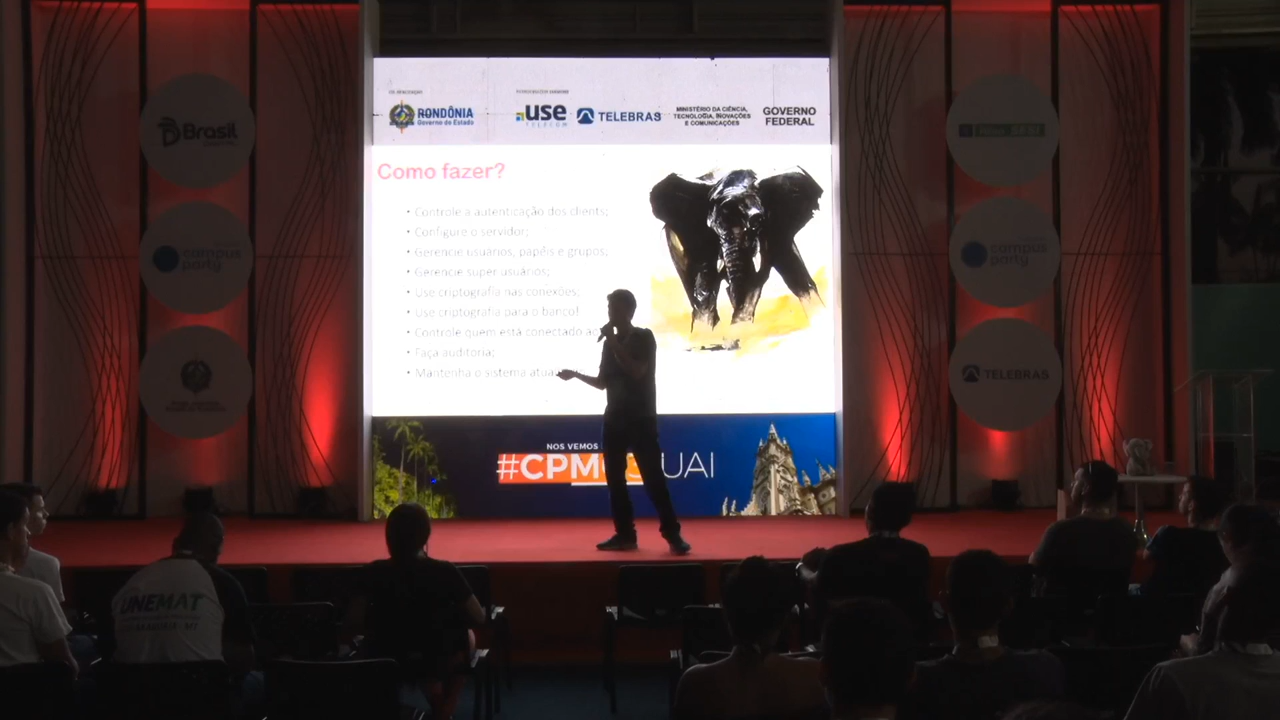 RONDÔNIA
Governo do Estado
use
TELECOM
TELEBRAS
MINISTÉRIO DA CIÊNCIA,
TECNOLOGIA, INOVAÇÕES
E COMUNICAÇÕES
GOVERNO
FEDERAL
Como fazer?
• Controle a autenticação dos clients;
• Configure o servidor;
• Gerencie usuários, papéis e grupos;
• Gerencie super usuários;
• Use criptografia nas conexões;
• Use criptografia para o banco!
• Controle quem está conectado
• Faça auditoria;
• Mantenha o sistema
NOS VEMOS
#CPM
UAI
Brasil
campus
party
campus
party
TELEBRAS
UNEMAT